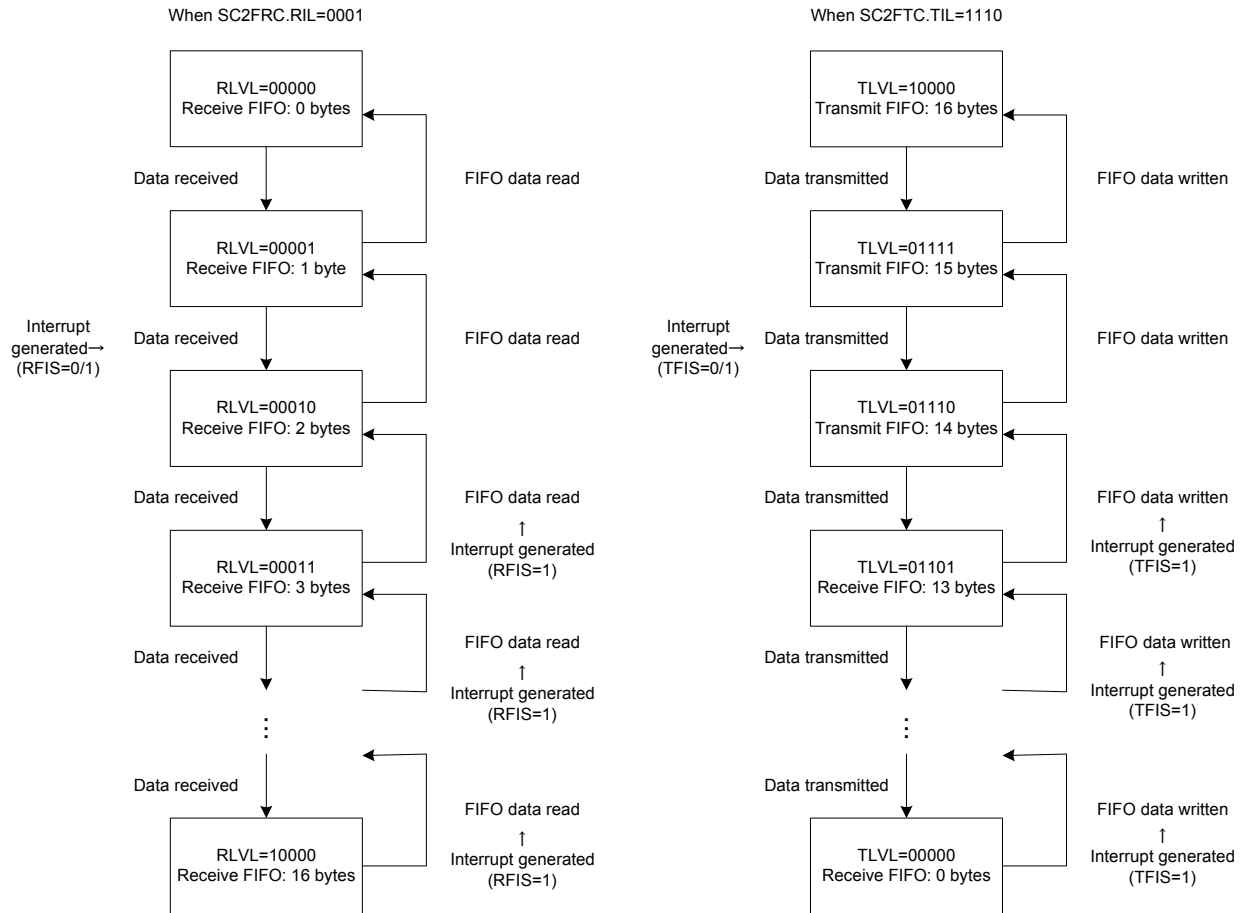 When SC2FRC.RIL=0001
RLVL=00000
Receive FIFO: 0 bytes
Data received
FIFO data read
RLVL=00001
Receive FIFO: 1 byte
Interrupt
generated→
(RFIS=0/1)
Data received
FIFO data read
RLVL=00010
Receive FIFO: 2 bytes
Data received
FIFO data read
↑
Interrupt generated
(RFIS=1)
RLVL=00011
Receive FIFO: 3 bytes
Data received
FIFO data read
↑
Interrupt generated
(RFIS=1)
⋮
Data received
FIFO data read
↑
Interrupt generated
(RFIS=1)
RLVL=10000
Receive FIFO: 16 bytes
When SC2FTC.TIL=1110
TLVL=10000
Transmit FIFO: 16 bytes
Data transmitted
FIFO data written
TLVL=01111
Transmit FIFO: 15 bytes
Interrupt
generated→
(TFIS=0/1)
Data transmitted
FIFO data written
TLVL=01110
Transmit FIFO: 14 bytes
Data transmitted
FIFO data written
↑
Interrupt generated
(TFIS=1)
TLVL=01101
Receive FIFO: 13 bytes
Data transmitted
FIFO data written
↑
Interrupt generated
(TFIS=1)
⋮
Data transmitted
FIFO data written
↑
Interrupt generated
(TFIS=1)
TLVL=00000
Receive FIFO: 0 bytes